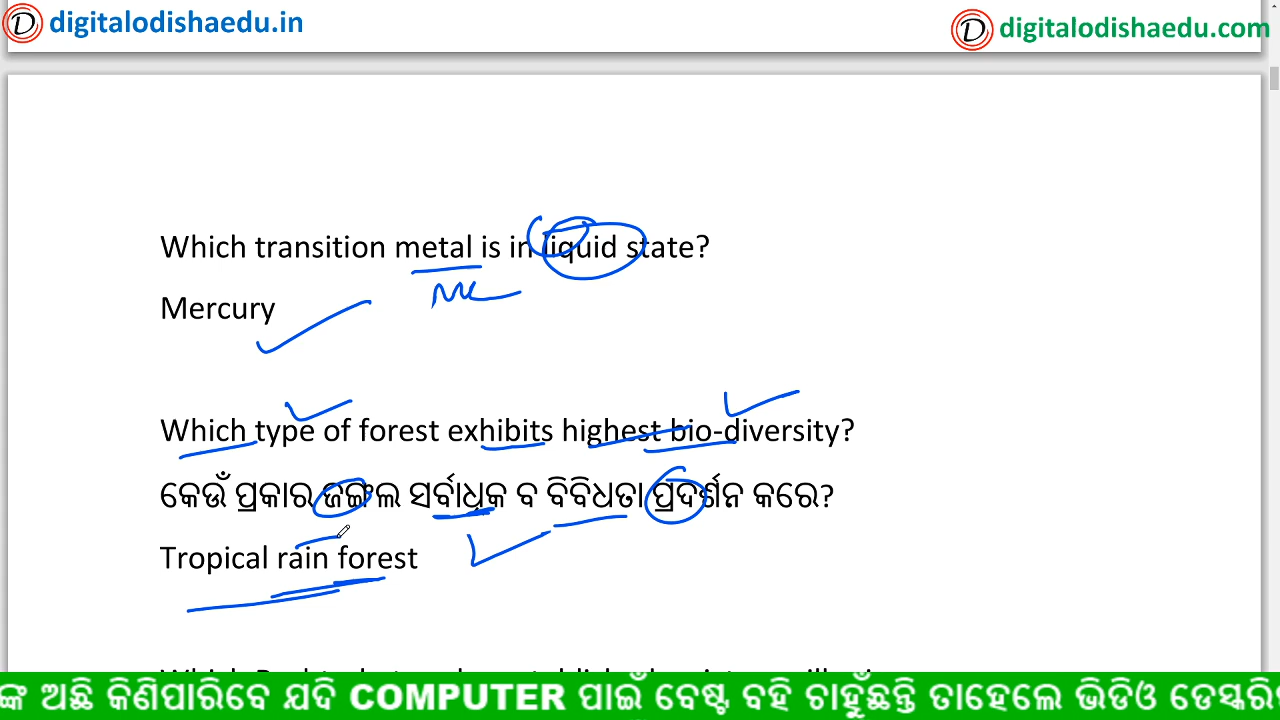 digitalodishaedu.in
digitalodishaedu.com
Which transition metal is in liquid state?
Mercury
Which type of forest exhibits highest bio-diversity?
କେଉଁ ପ୍ରକାର ଜଙ୍ଗଲ ସର୍ବାଧିକ ବ ବିବିଧତା ପ୍ରଦର୍ଶନ କରେ?
Tropical rain forest
ଅଛି କିଣିପାରିବେ ଯଦି COMPUTER ପାଇଁ ବେଷ୍ଟ ବହି ଚାହୁଁଛନ୍ତି ତାହେଲେ ଭିଡିଓ